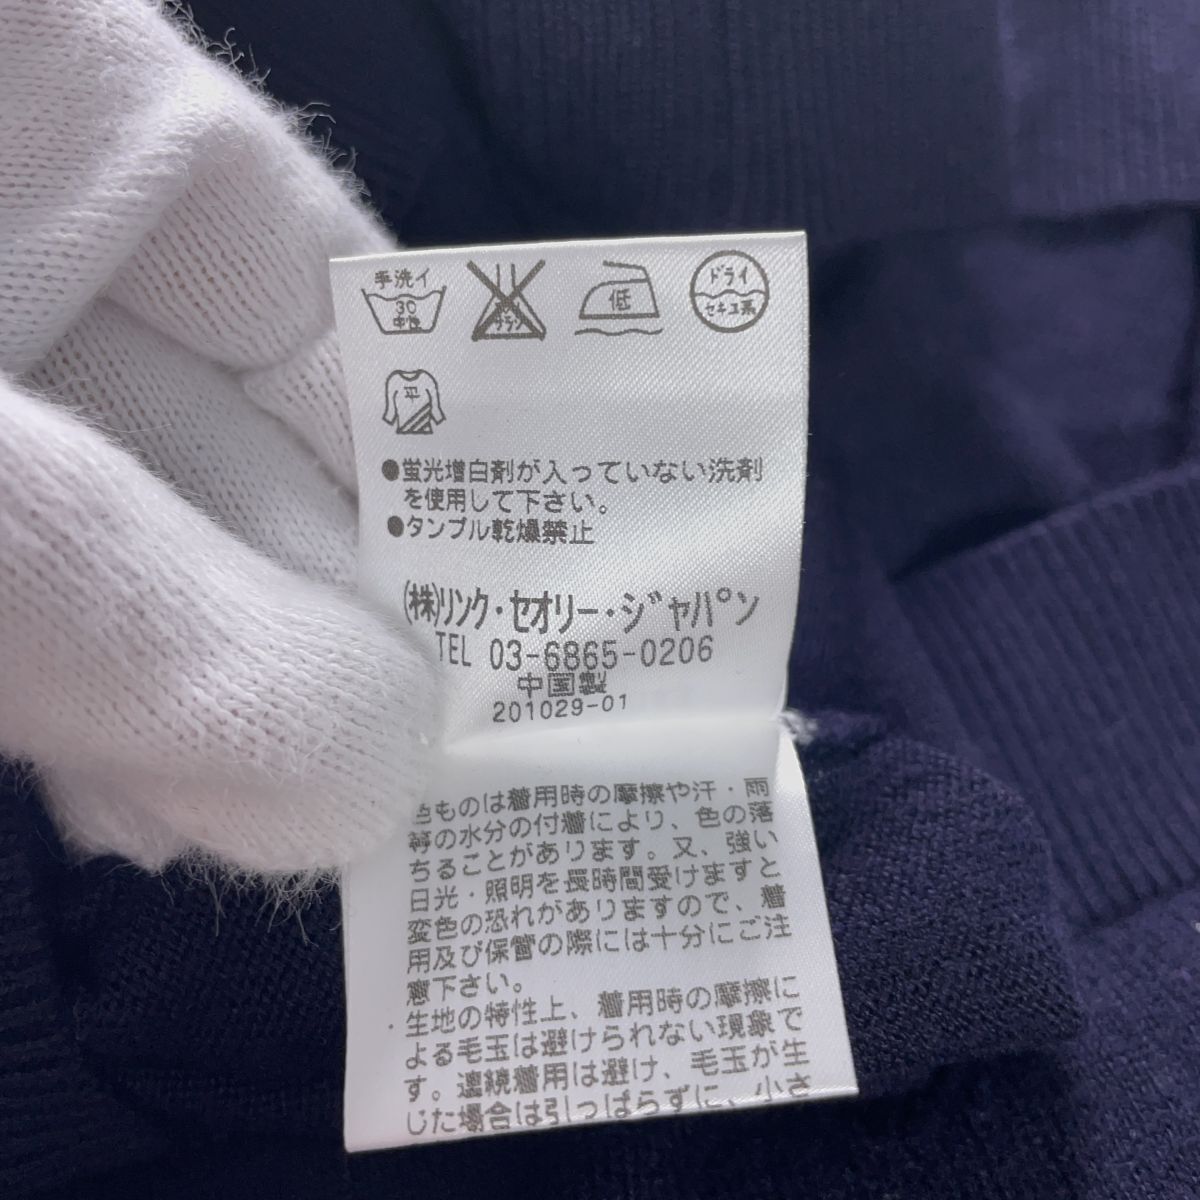 手洗イ
30
中性
低
ドライ
セキユ系
平
●蛍光増白剤が入っていない洗剤
を使用して下さい。
●タンブル乾燥禁止
(株)リンク・セオリー・ジャパン
TEL 03-6865-0206
中国製
201029-01
色ものは着用時の摩擦や汗・雨
等の水分の付着により、色の落
ちることがあります。又、強い
日光・照明を長時間受けますと
変色の恐れがありますので、着
用及び保管の際には十分にご注
意下さい。
・生地の特性上、着用時の摩擦に
よる毛玉は避けられない現象で
す。連続着用は避け、毛玉が生
じた場合は引っぱらずに、小さ